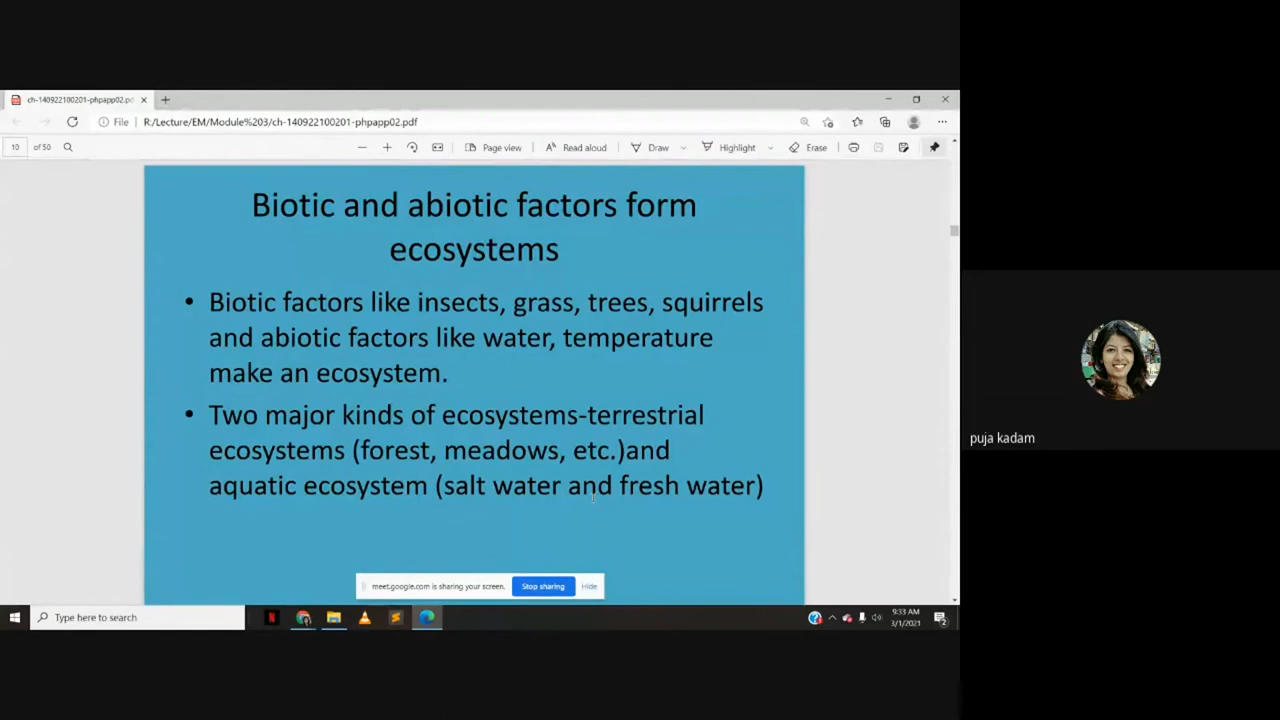 ch-140922100201-phpapp02.pd
File
R:/Lecture/EM/Module%203/ch-140922100201-phpapp02.pdf
10 of 50
Page view
Read aloud
Draw
Highlight
Erase
Biotic and abiotic factors form
ecosystems
• Biotic factors like insects, grass, trees, squirrels
and abiotic factors like water, temperature
make an ecosystem.
• Two major kinds of ecosystems-terrestrial
ecosystems (forest, meadows, etc.)and
aquatic ecosystem (salt water and fresh water)
puja kadam
meet.google.com is sharing your screen.
Stop sharing
Hide
Type here to search
9:33 AM
3/1/2021